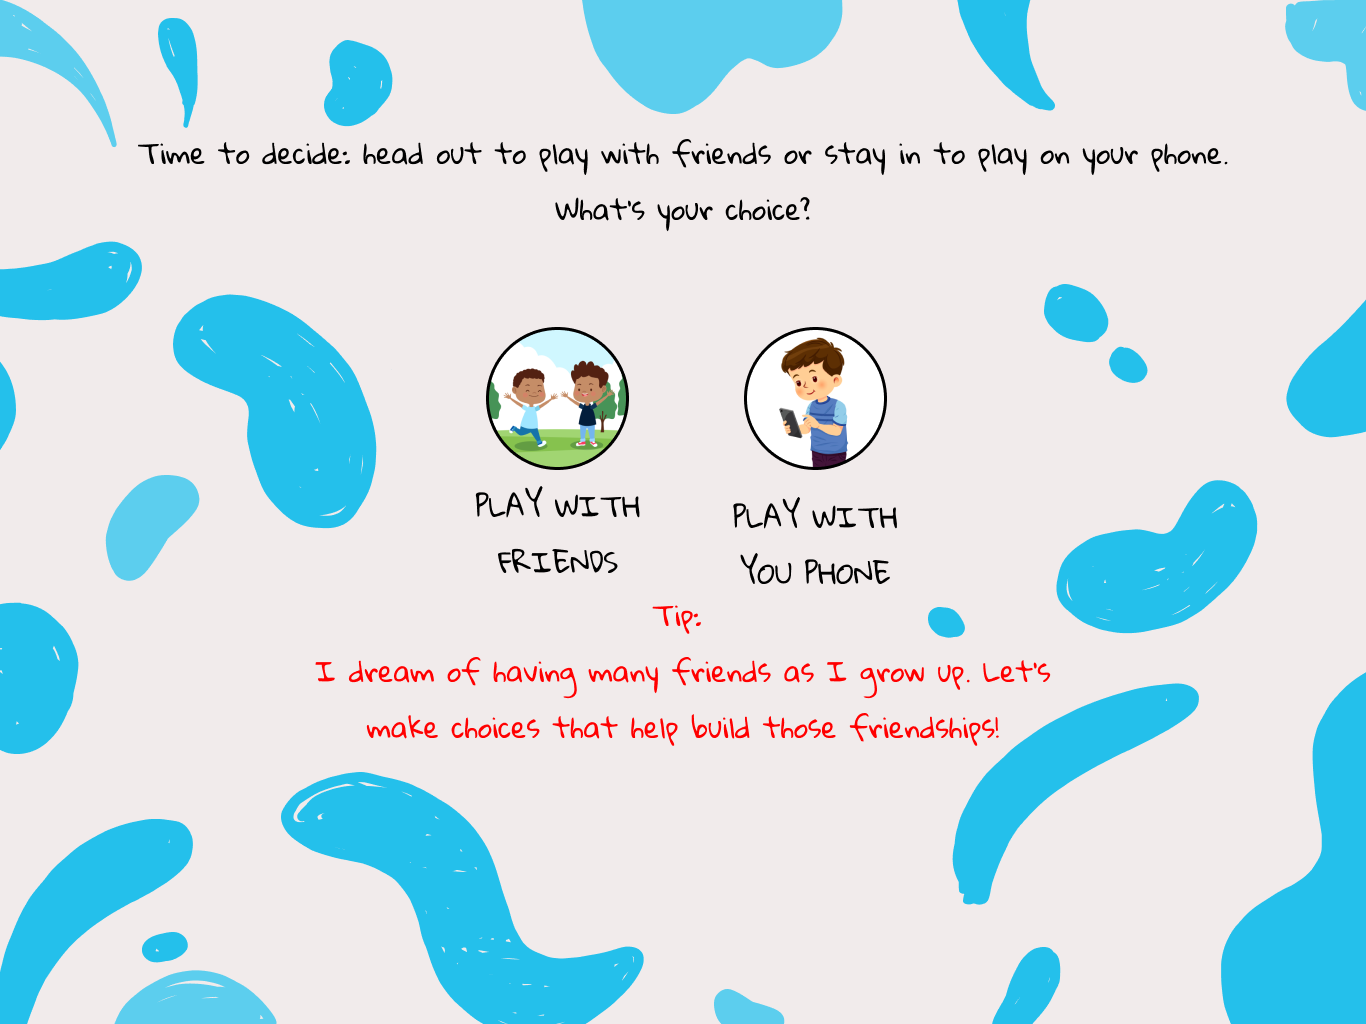 Time to decide: head out to play with friends or stay in to play on your phone.
What's your choice?
PLAY WITH
FRIENDS
PLAY WITH
YOU PHONE
Tip:
I dream of having many friends as I grow up. Let's
make choices that help build those friendships!